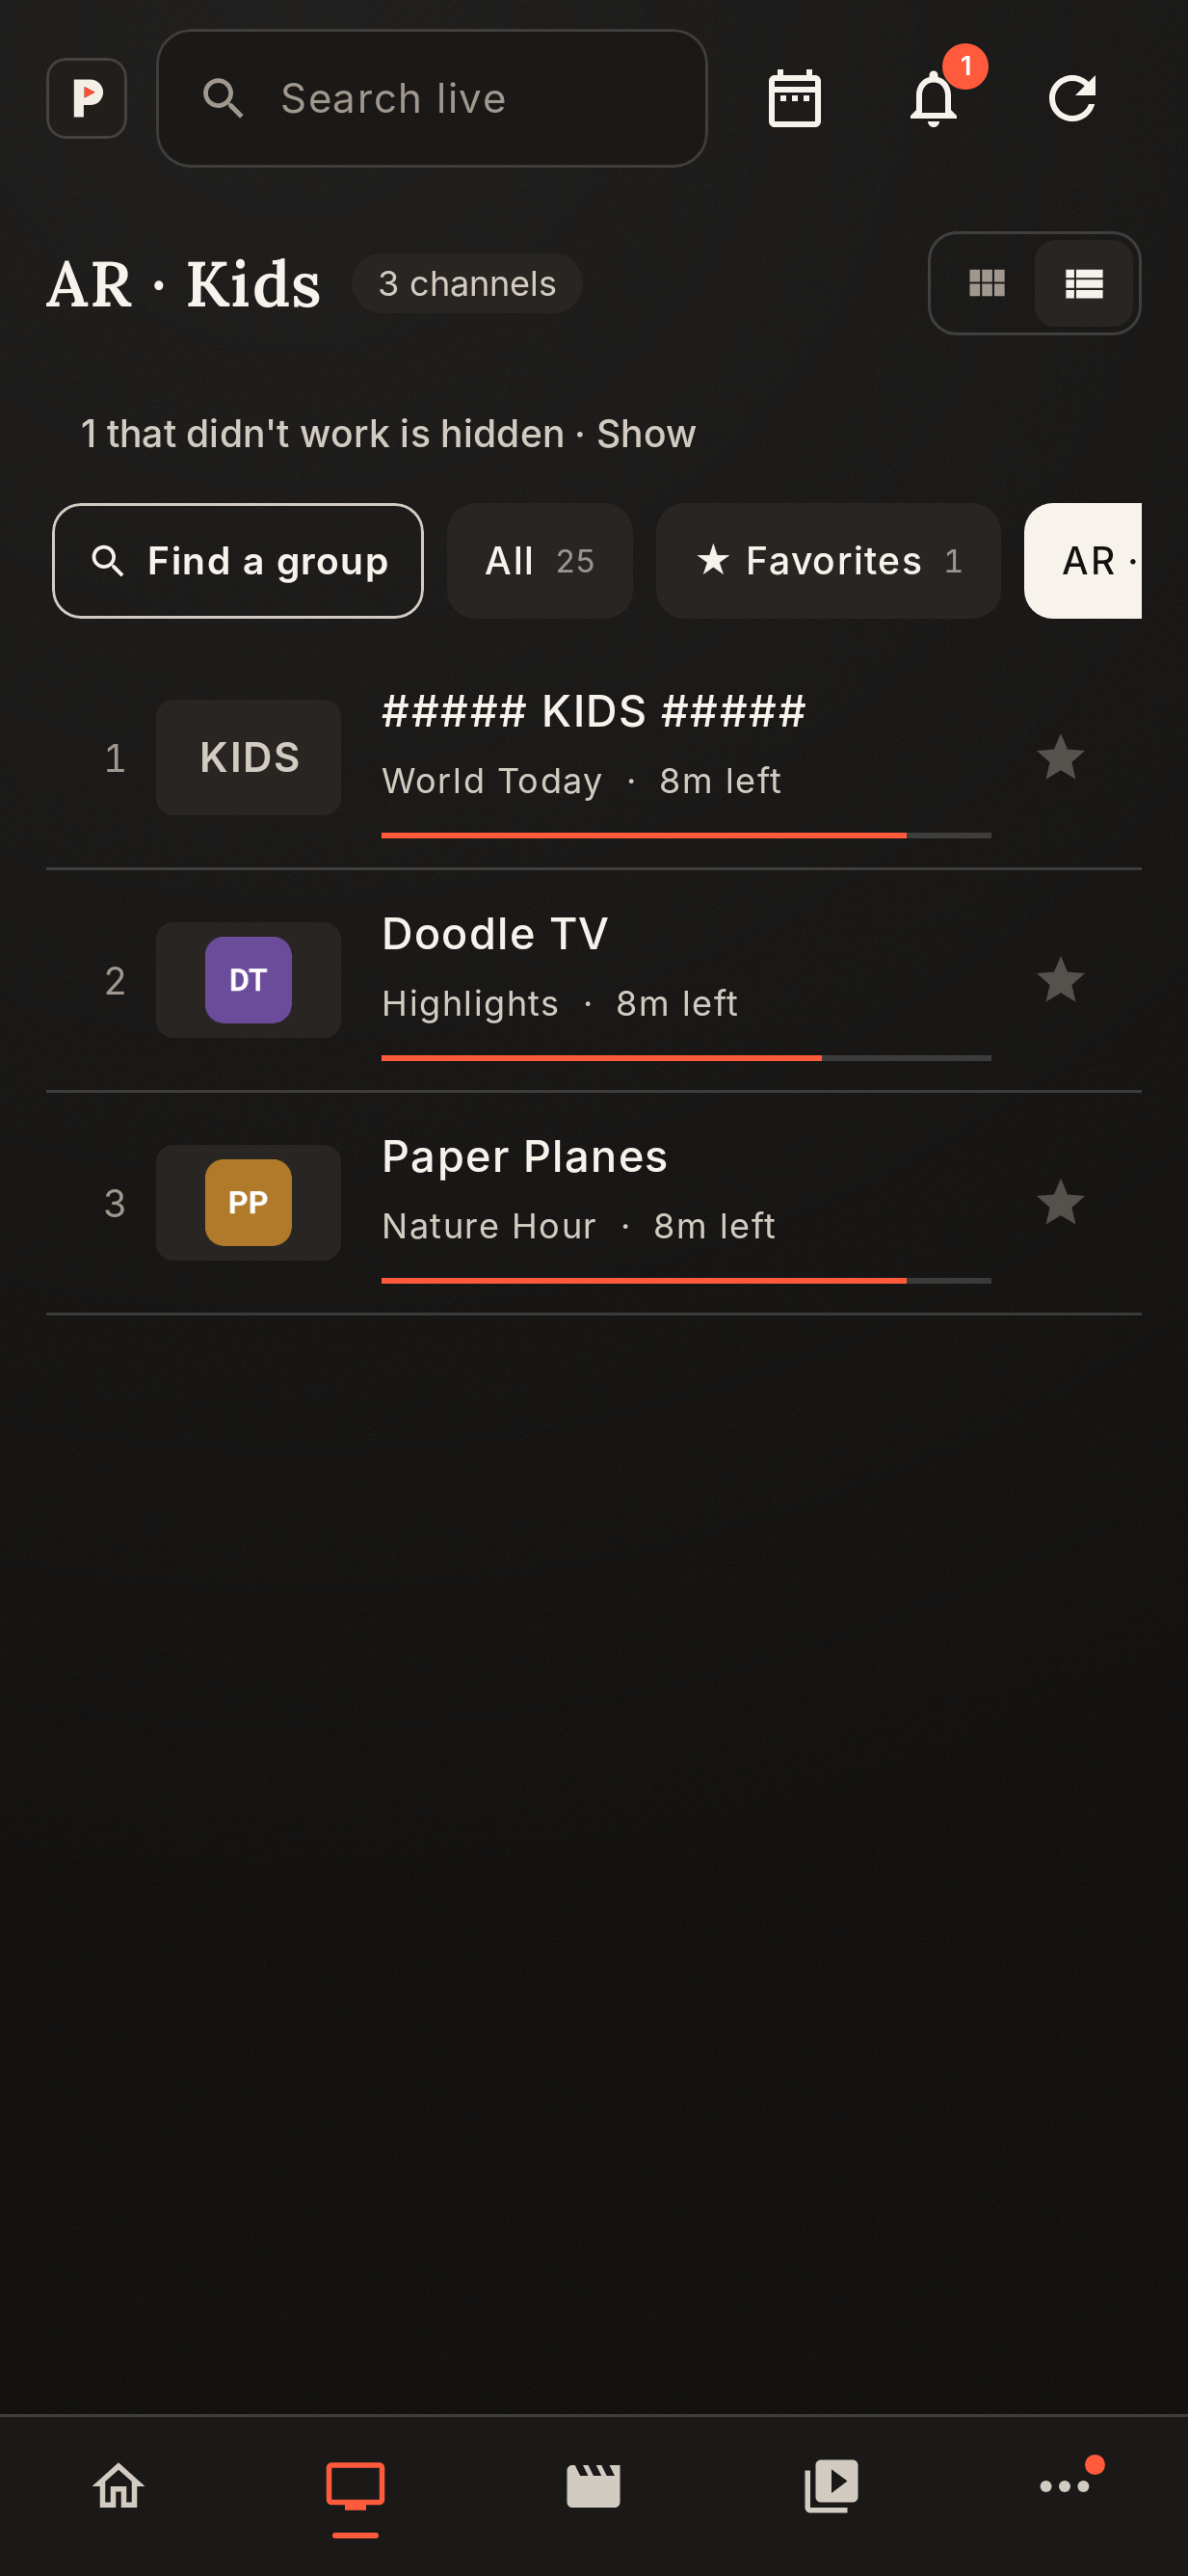 P
Search live
1
AR · Kids
3 channels
1 that didn't work is hidden · Show
Find a group
All 25
★ Favorites 1
AR ·
1
KIDS
##### KIDS #####
World Today · 8m left
2
DT
Doodle TV
Highlights · 8m left
3
PP
Paper Planes
Nature Hour · 8m left